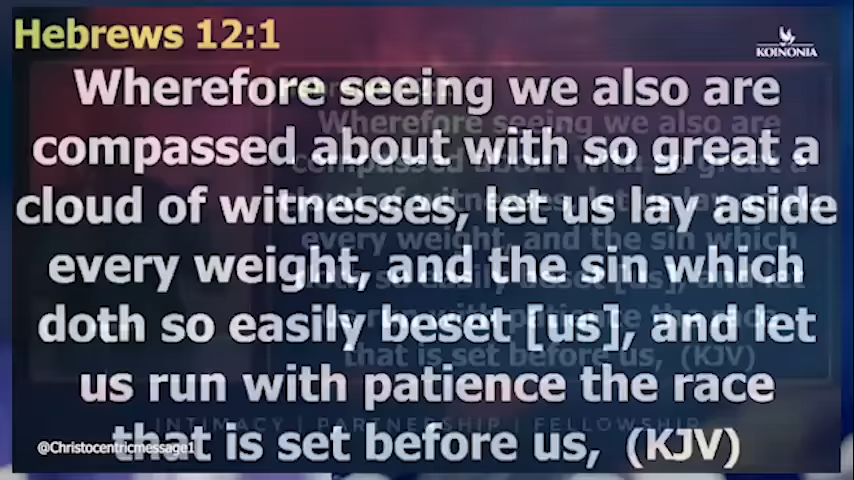 Hebrews 12:1
KOINONIA
Wherefore seeing we also are
compassed about with so great a
cloud of witnesses, let us lay aside
every weight, and the sin which
doth so easily beset [us], and let
us run with patience the race
that is set before us, (KJV)
INTIMACY | PARTNERSHIP | FELLOWSHIP
@Christocentricmessage1